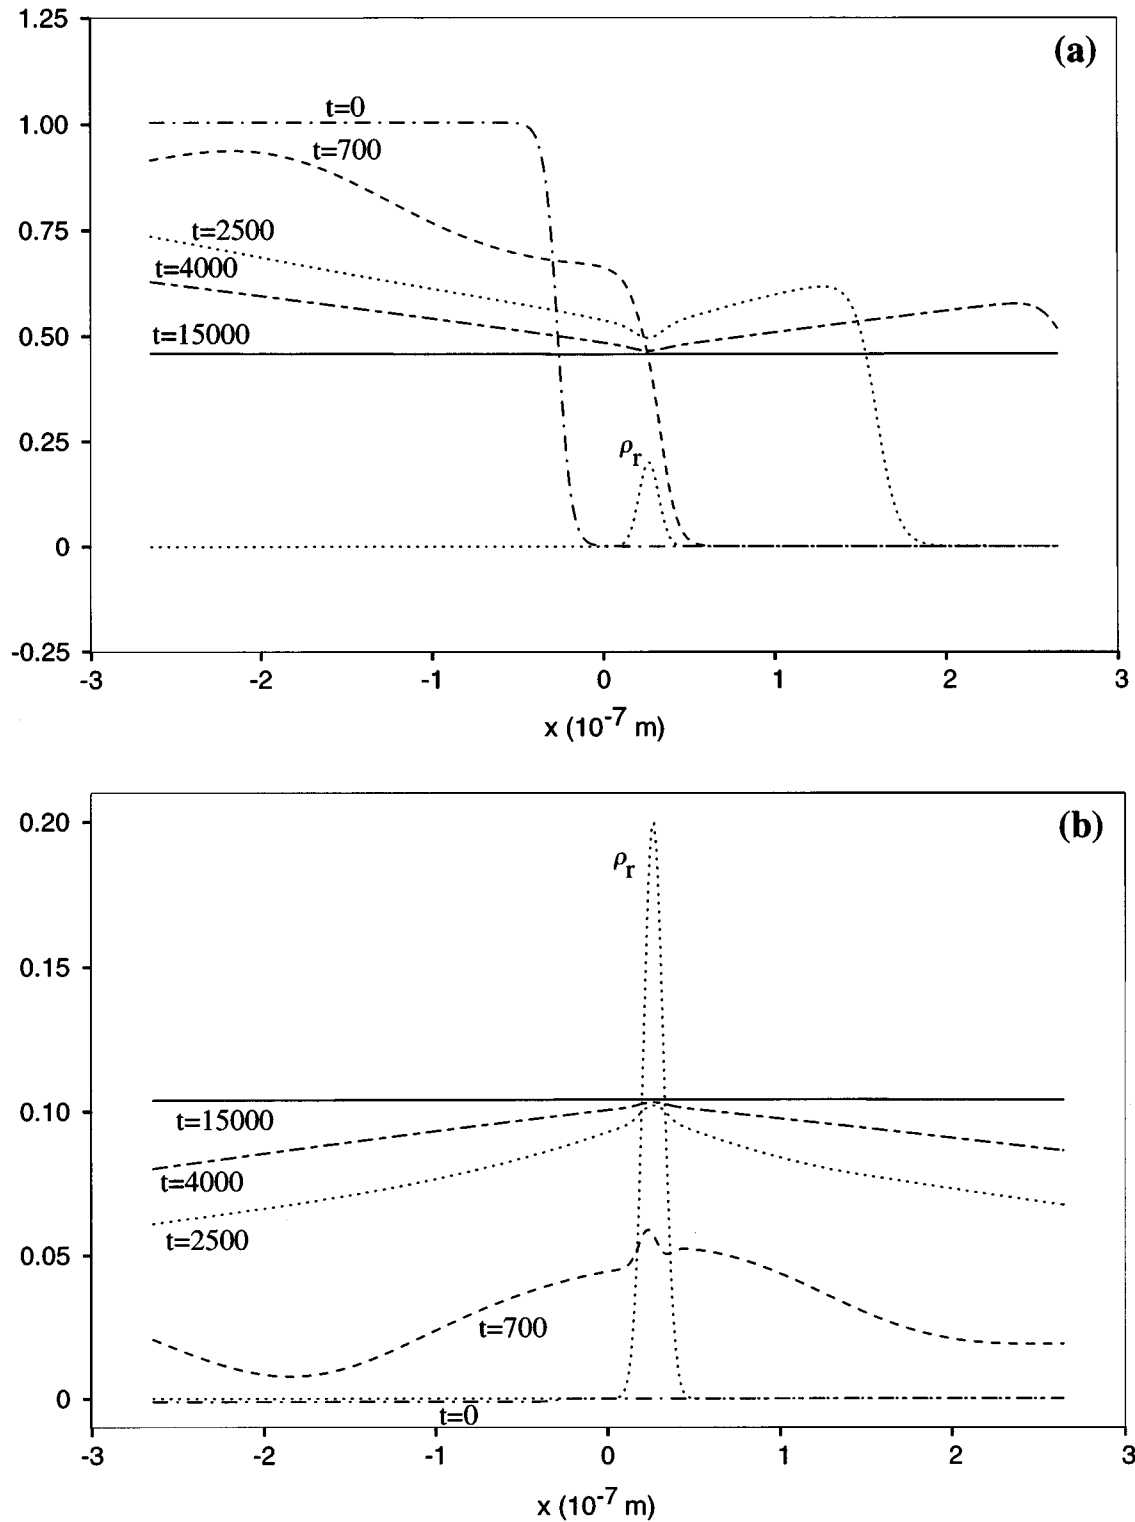 1.25
(a)
t=0
1.00
t=700
0.75
t=2500
t=4000
t=15000
0.50
ρr
0.25
0
-0.25
-3 -2 -1 0 1 2 3
x (10-7 m)
(b)
0.20
ρr
0.15
0.10
t=15000
t=4000
t=2500
0.05
t=700
0
t=0
-3 -2 -1 0 1 2 3
x (10-7 m)